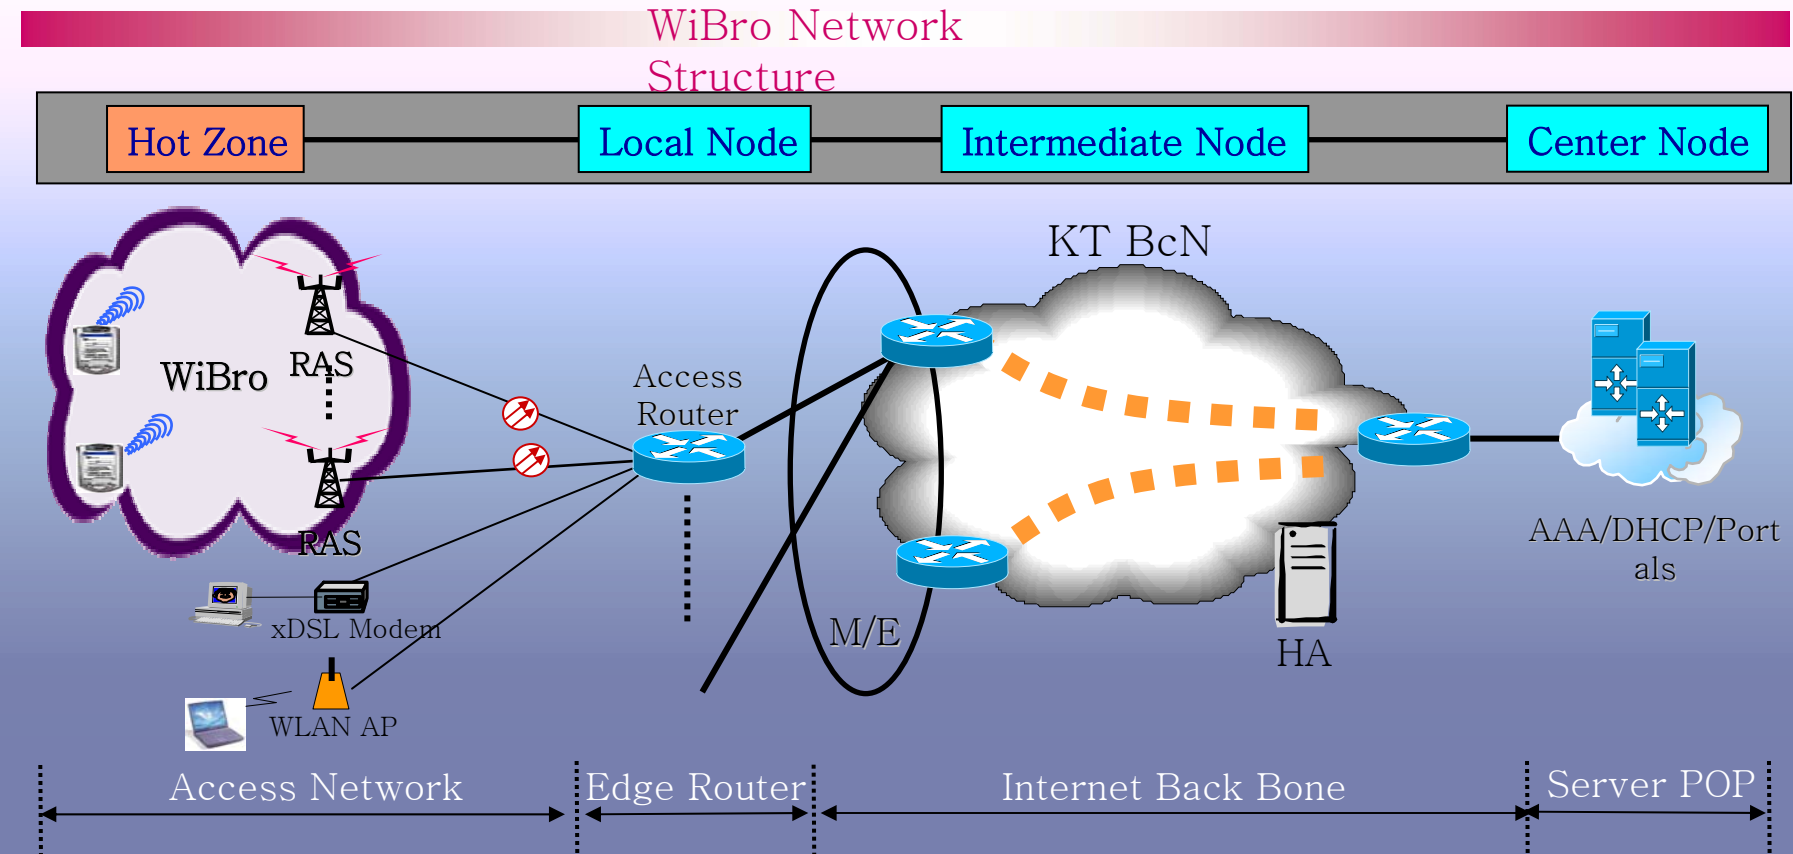 WiBro Network
Structure
Hot Zone
Local Node
Intermediate Node
Center Node
KT BcN
WiBro
RAS
Access
Router
RAS
AAA/DHCP/Port
als
xDSL Modem
M/E
HA
WLAN AP
Access Network
Edge Router
Internet Back Bone
Server POP